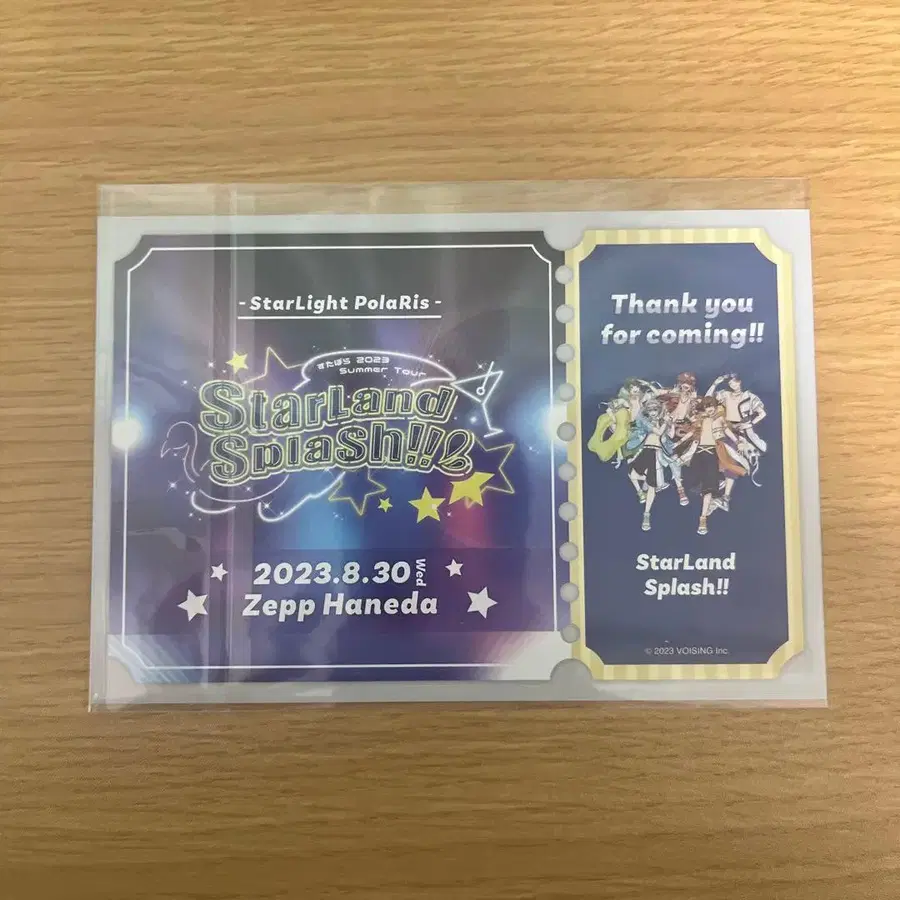 - StarLight PolaRis -
すたぽら 2023
Summer Tour
StarLand
Splash!!
2023.8.30 Wed
Zepp Haneda
Thank you
for coming!!
StarLand
Splash!!
© 2023 VOISING Inc.